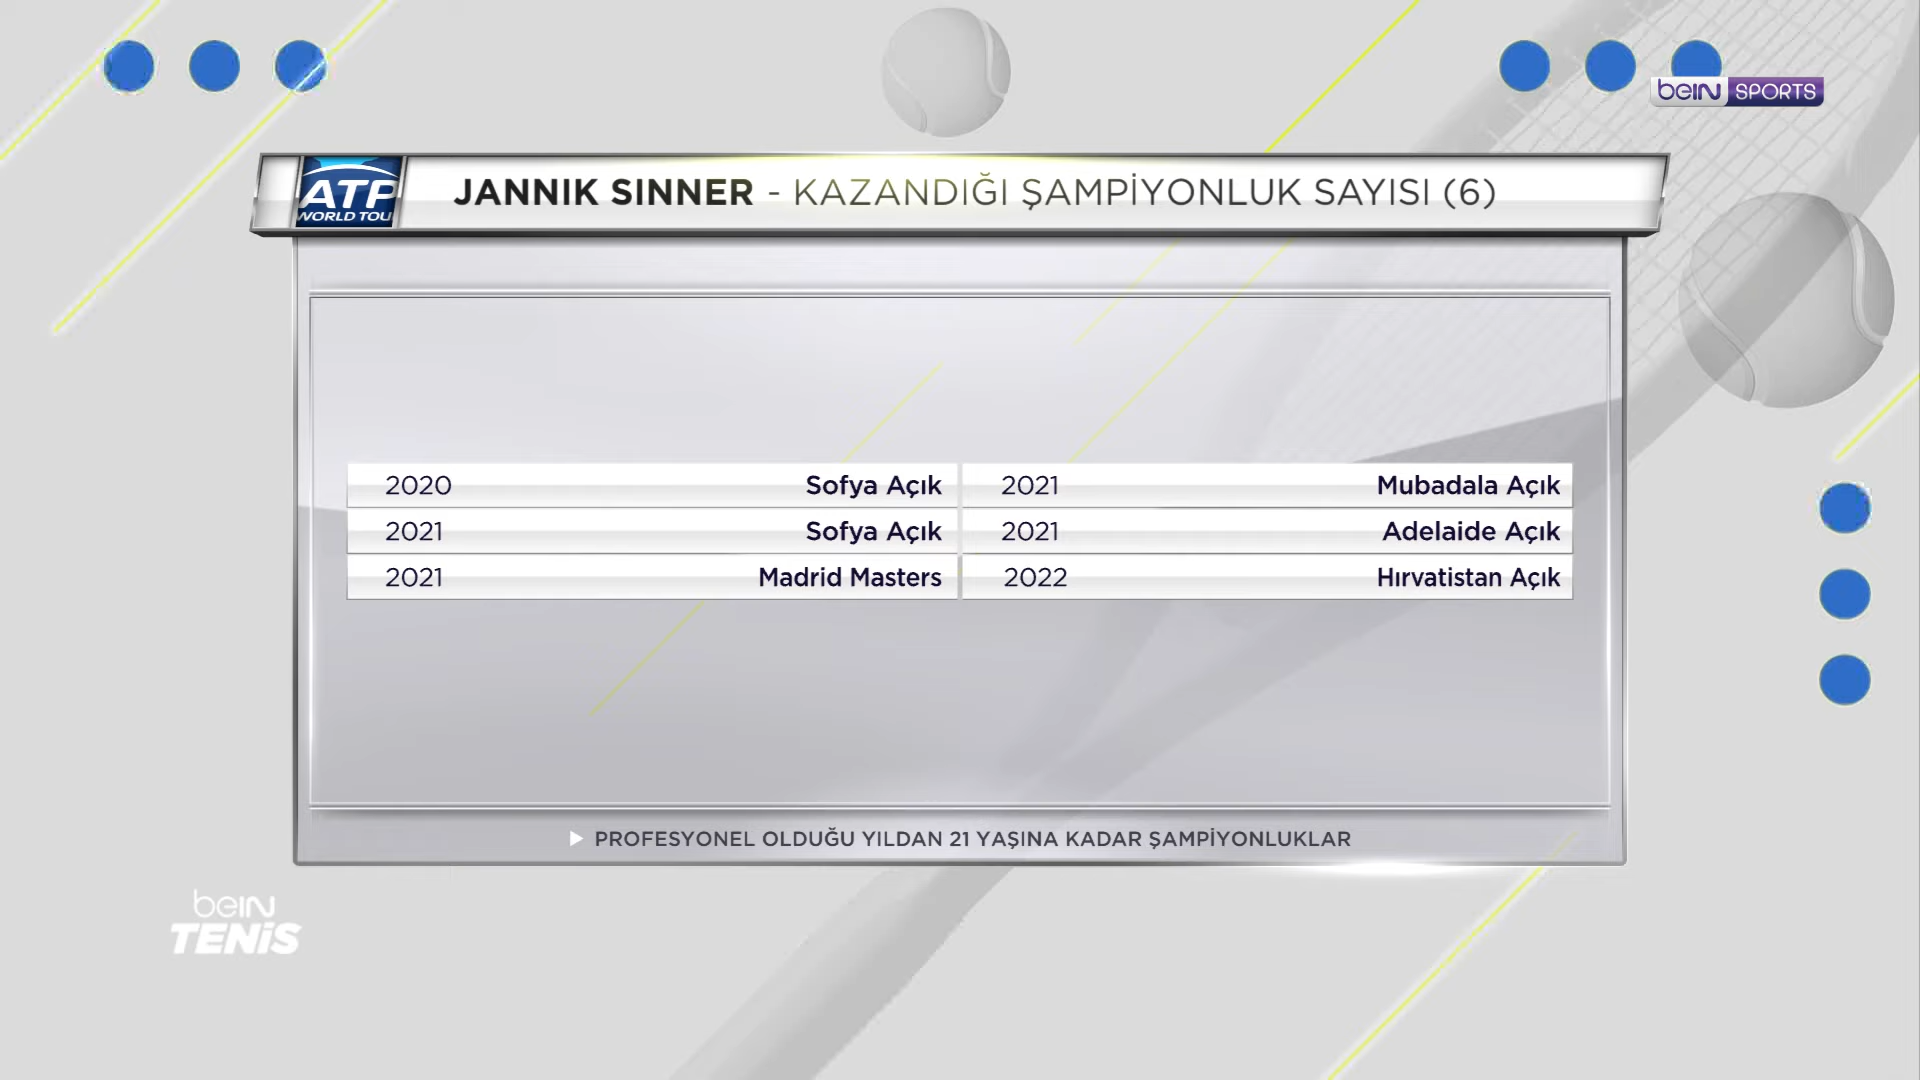 beIN SPORTS
ATP
WORLD TOU
JANNIK SINNER - KAZANDIĞI ŞAMPİYONLUK SAYISI (6)
2020 Sofya Açık
2021 Sofya Açık
2021 Madrid Masters
2021 Mubadala Açık
2021 Adelaide Açık
2022 Hırvatistan Açık
PROFESYONEL OLDUĞU YILDAN 21 YAŞINA KADAR ŞAMPİYONLUKLAR
beIN
TENİS